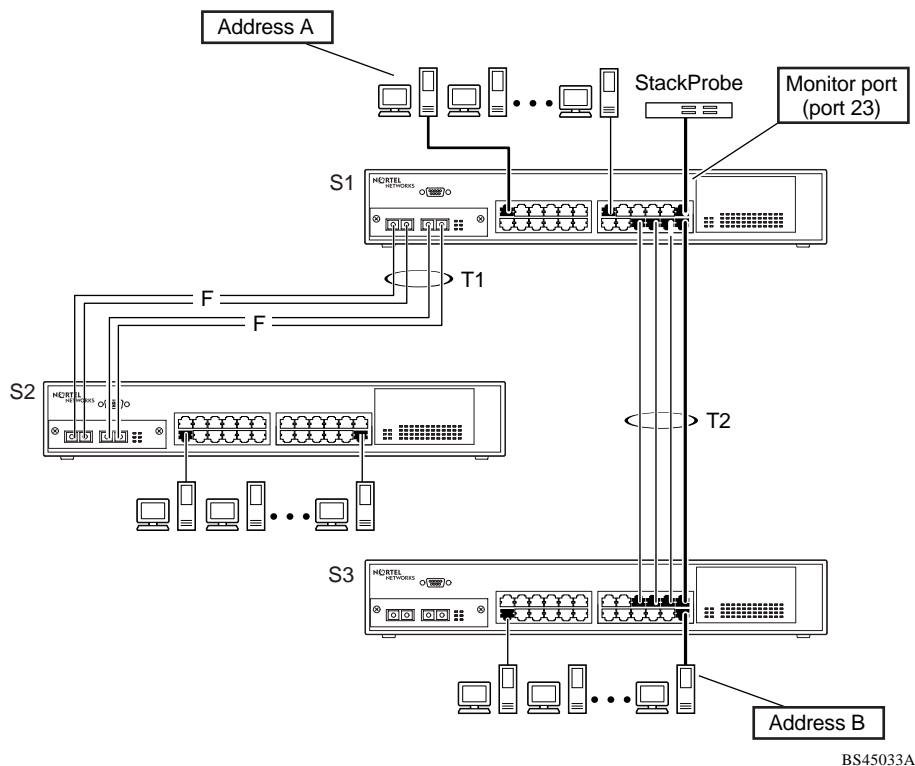 Address A
StackProbe
Monitor port
(port 23)
S1
NORTEL
NETWORKS
T1
F
F
S2
NORTEL
NETWORKS
T2
S3
NORTEL
NETWORKS
Address B
BS45033A